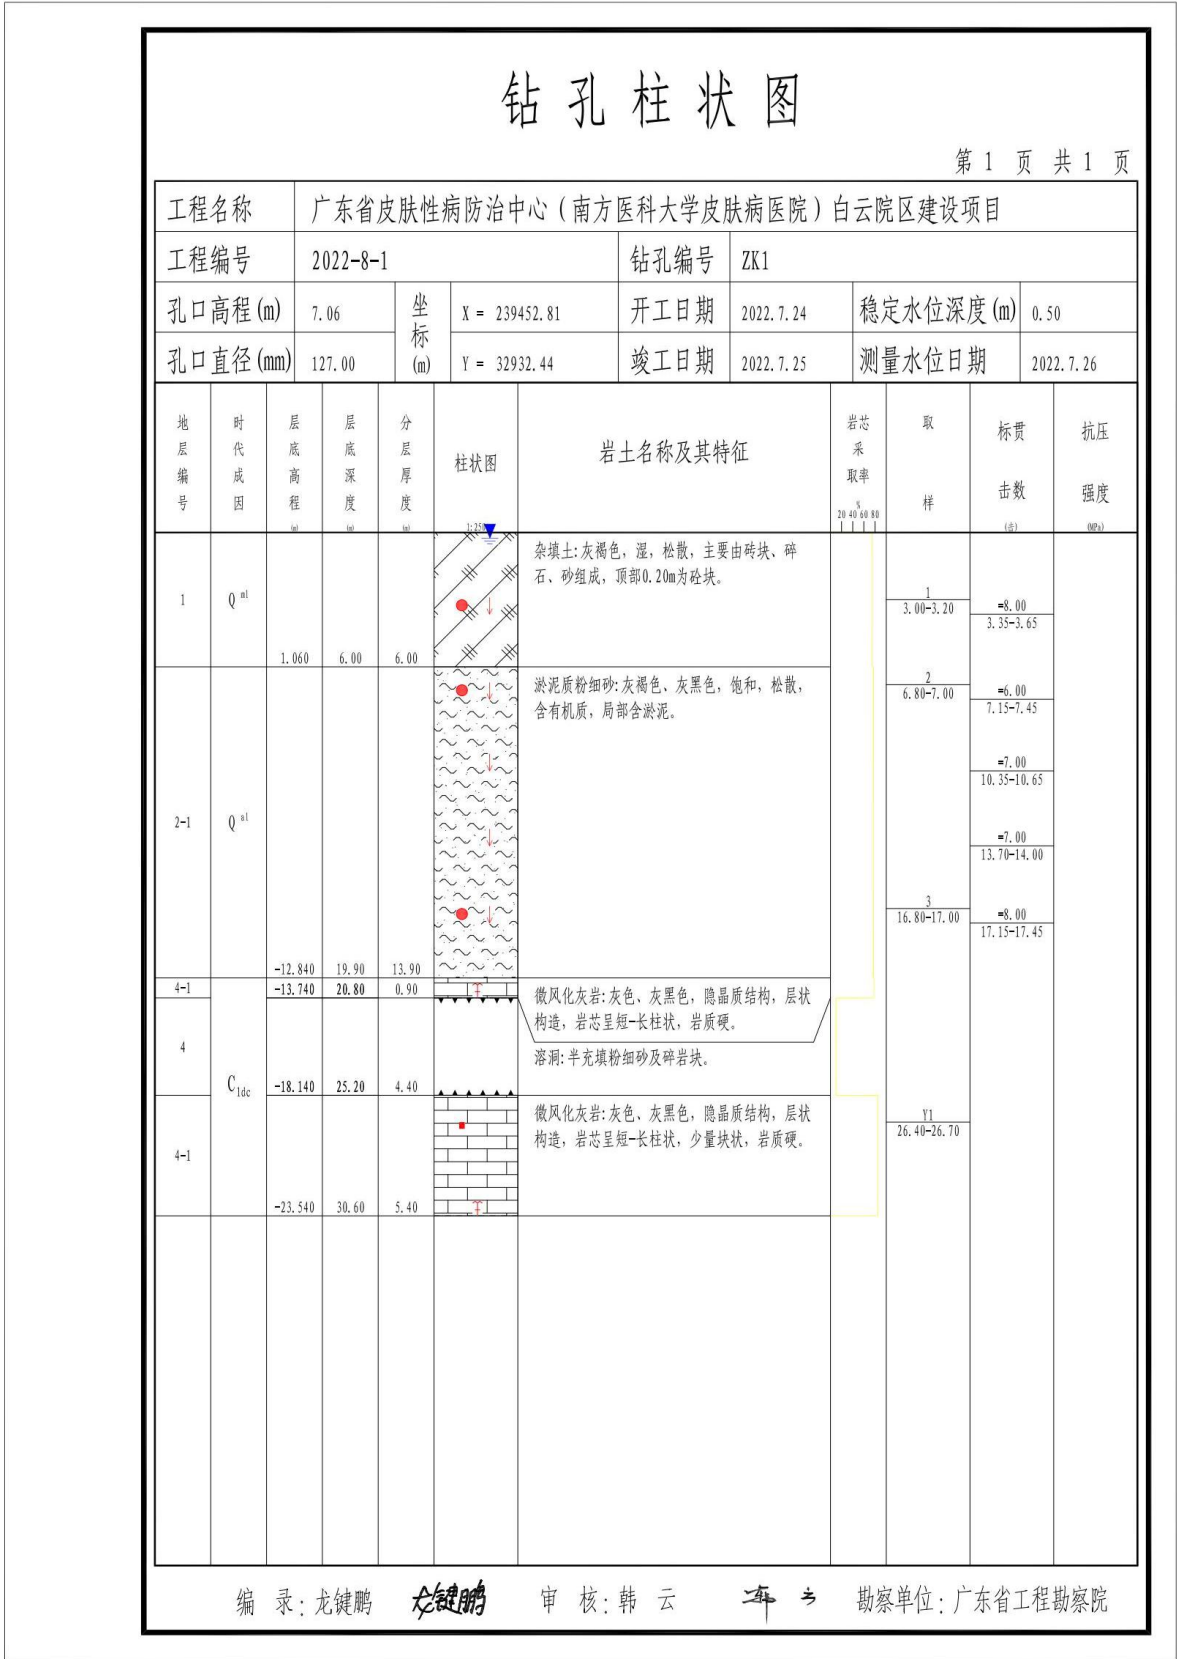 钻孔柱状图
第 1 页 共 1 页
工程名称 广东省皮肤性病防治中心（南方医科大学皮肤病医院）白云院区建设项目
工程编号 2022-8-1 钻孔编号 ZK1
孔口高程(m) 7.06 坐标(m) X = 239452.81 开工日期 2022.7.24 稳定水位深度(m) 0.50
孔口直径(mm) 127.00 Y = 32932.44 竣工日期 2022.7.25 测量水位日期 2022.7.26
地层编号 时代成因 层底高程(m) 层底深度(m) 分层厚度(m) 柱状图 1:250 岩土名称及其特征 岩芯采取率 % 20 40 60 80 取样 标贯击数(击) 抗压强度(MPa)
杂填土:灰褐色，湿，松散，主要由砖块、碎
石、砂组成，顶部0.20m为砼块。
1 Q ml 1.060 6.00 6.00
1
3.00-3.20
=8.00
3.35-3.65
淤泥质粉细砂:灰褐色、灰黑色，饱和，松散，
含有机质，局部含淤泥。
2
6.80-7.00
=6.00
7.15-7.45
=7.00
10.35-10.65
2-1 Q al
=7.00
13.70-14.00
3
16.80-17.00
=8.00
17.15-17.45
-12.840 19.90 13.90
4-1 -13.740 20.80 0.90
微风化灰岩:灰色、灰黑色，隐晶质结构，层状
构造，岩芯呈短-长柱状，岩质硬。
4
溶洞:半充填粉细砂及碎岩块。
C1dc -18.140 25.20 4.40
微风化灰岩:灰色、灰黑色，隐晶质结构，层状
构造，岩芯呈短-长柱状，少量块状，岩质硬。
Y1
26.40-26.70
4-1
-23.540 30.60 5.40
编 录:龙键鹏 龙键鹏 审 核:韩 云 韩云 勘察单位:广东省工程勘察院